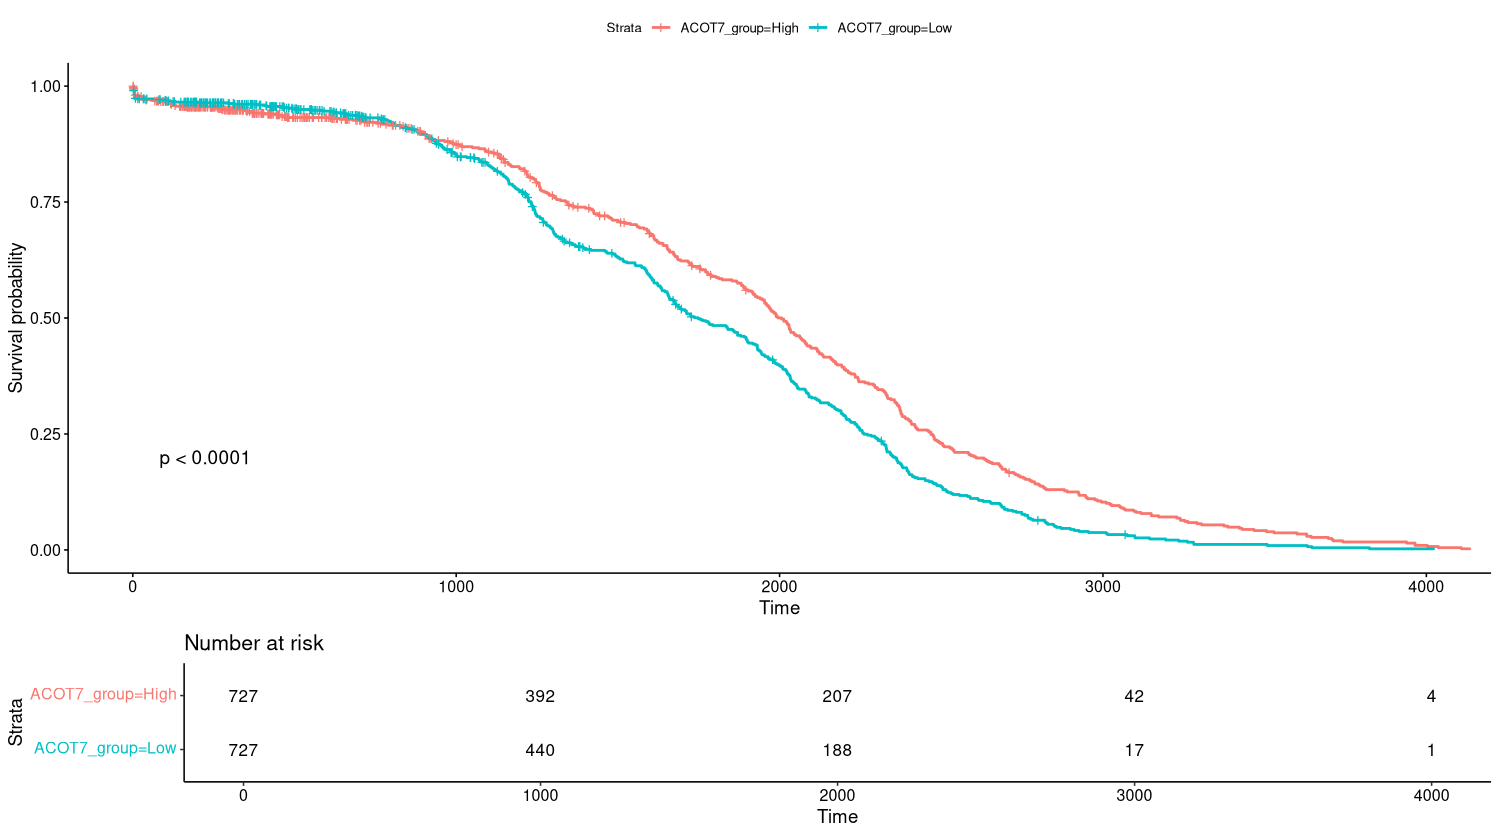 Strata ACOT7_group=High ACOT7_group=Low
1.00
0.75
0.50
0.25
0.00
Survival probability
p < 0.0001
0 1000 2000 3000 4000
Time
Number at risk
Strata
ACOT7_group=High 727 392 207 42 4
ACOT7_group=Low 727 440 188 17 1
0 1000 2000 3000 4000
Time